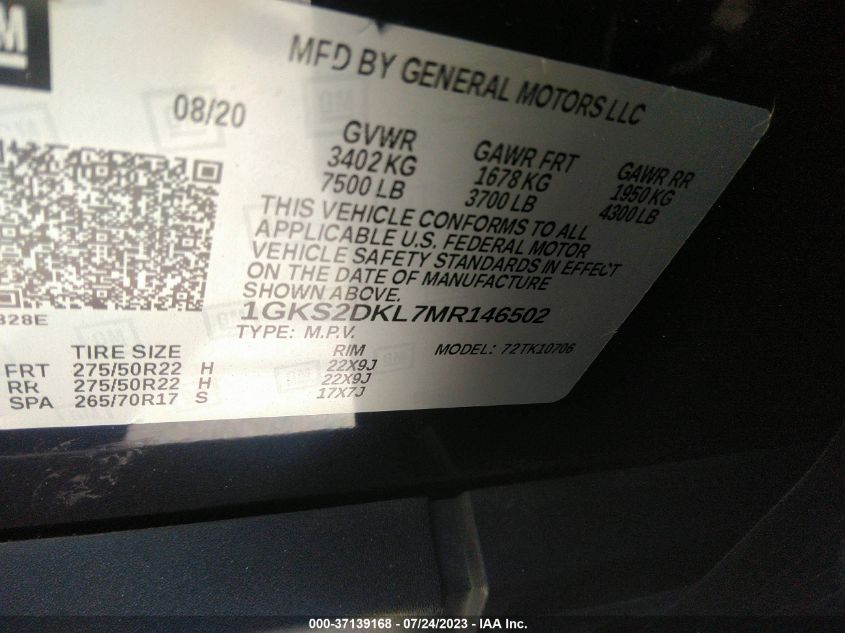 GM
MFD BY GENERAL MOTORS LLC
08/20
GVWR GAWR FRT GAWR RR
3402 KG 1678 KG 1950 KG
7500 LB 3700 LB 4300 LB
THIS VEHICLE CONFORMS TO ALL
APPLICABLE U.S. FEDERAL MOTOR
VEHICLE SAFETY STANDARDS IN EFFECT
ON THE DATE OF MANUFACTURE
SHOWN ABOVE.
328E
1GKS2DKL7MR146502
TYPE: M.P.V.
MODEL: 72TK10706
TIRE SIZE RIM
FRT 275/50R22 H 22X9J
RR 275/50R22 H 22X9J
SPA 265/70R17 S 17X7J
000-37139168 - 07/24/2023 - IAA Inc.